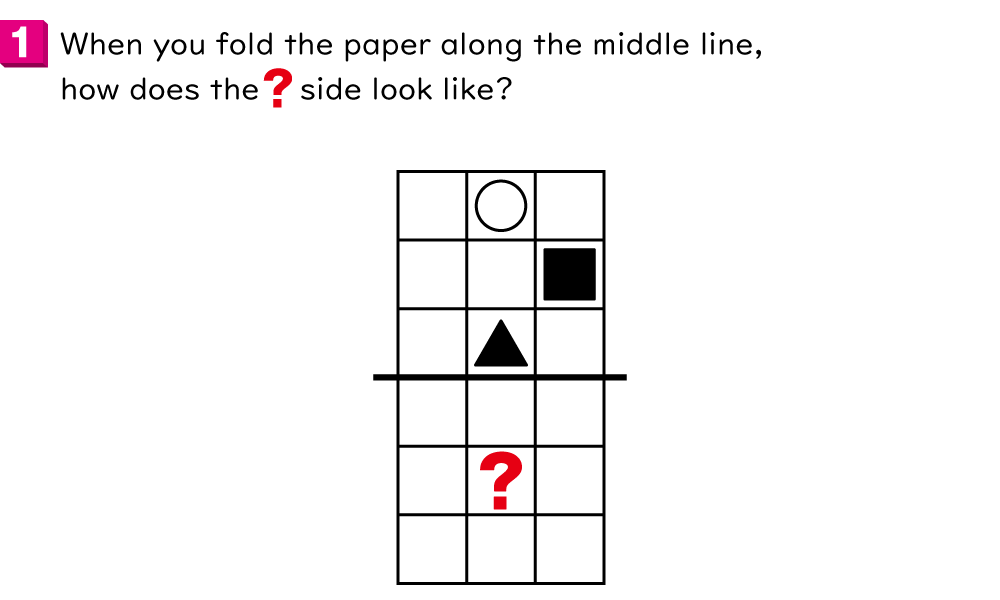 1 When you fold the paper along the middle line,
how does the ? side look like?
?